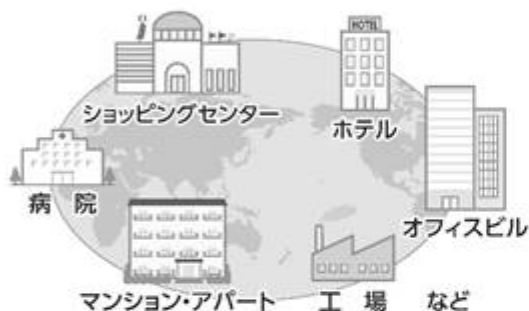 HOTEL
ショッピングセンター
ホテル
病 院
オフィスビル
マンション・アパート
工 場 など